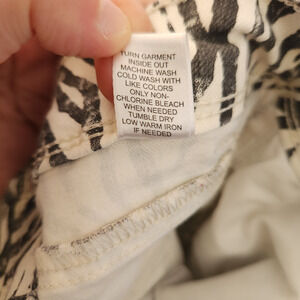 TURN GARMENT
INSIDE OUT
MACHINE WASH
COLD WASH WITH
LIKE COLORS
ONLY NON-
CHLORINE BLEACH
WHEN NEEDED
TUMBLE DRY
LOW WARM IRON
IF NEEDED